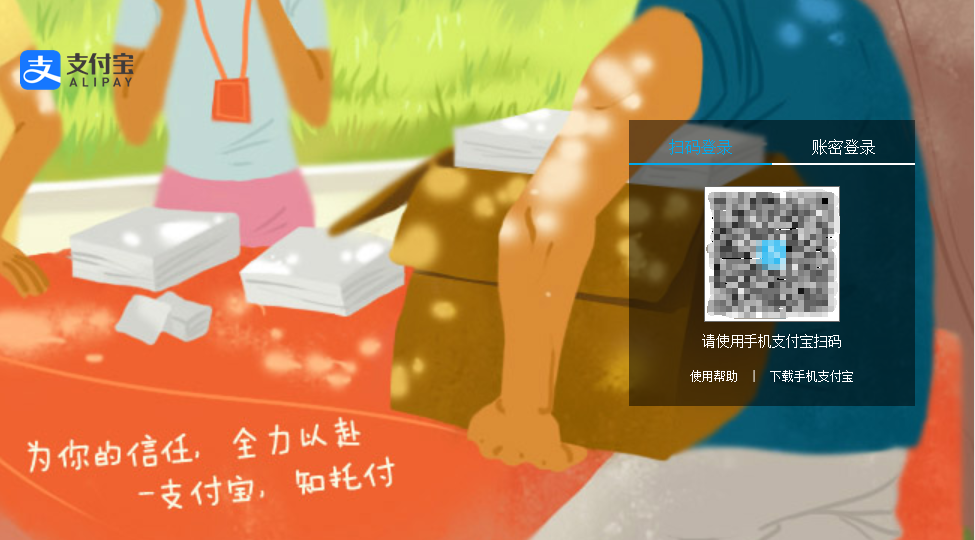 支付宝
ALIPAY
扫码登录
账密登录
请使用手机支付宝扫码
使用帮助 | 下载手机支付宝
为你的信任，全力以赴
－支付宝，知托付